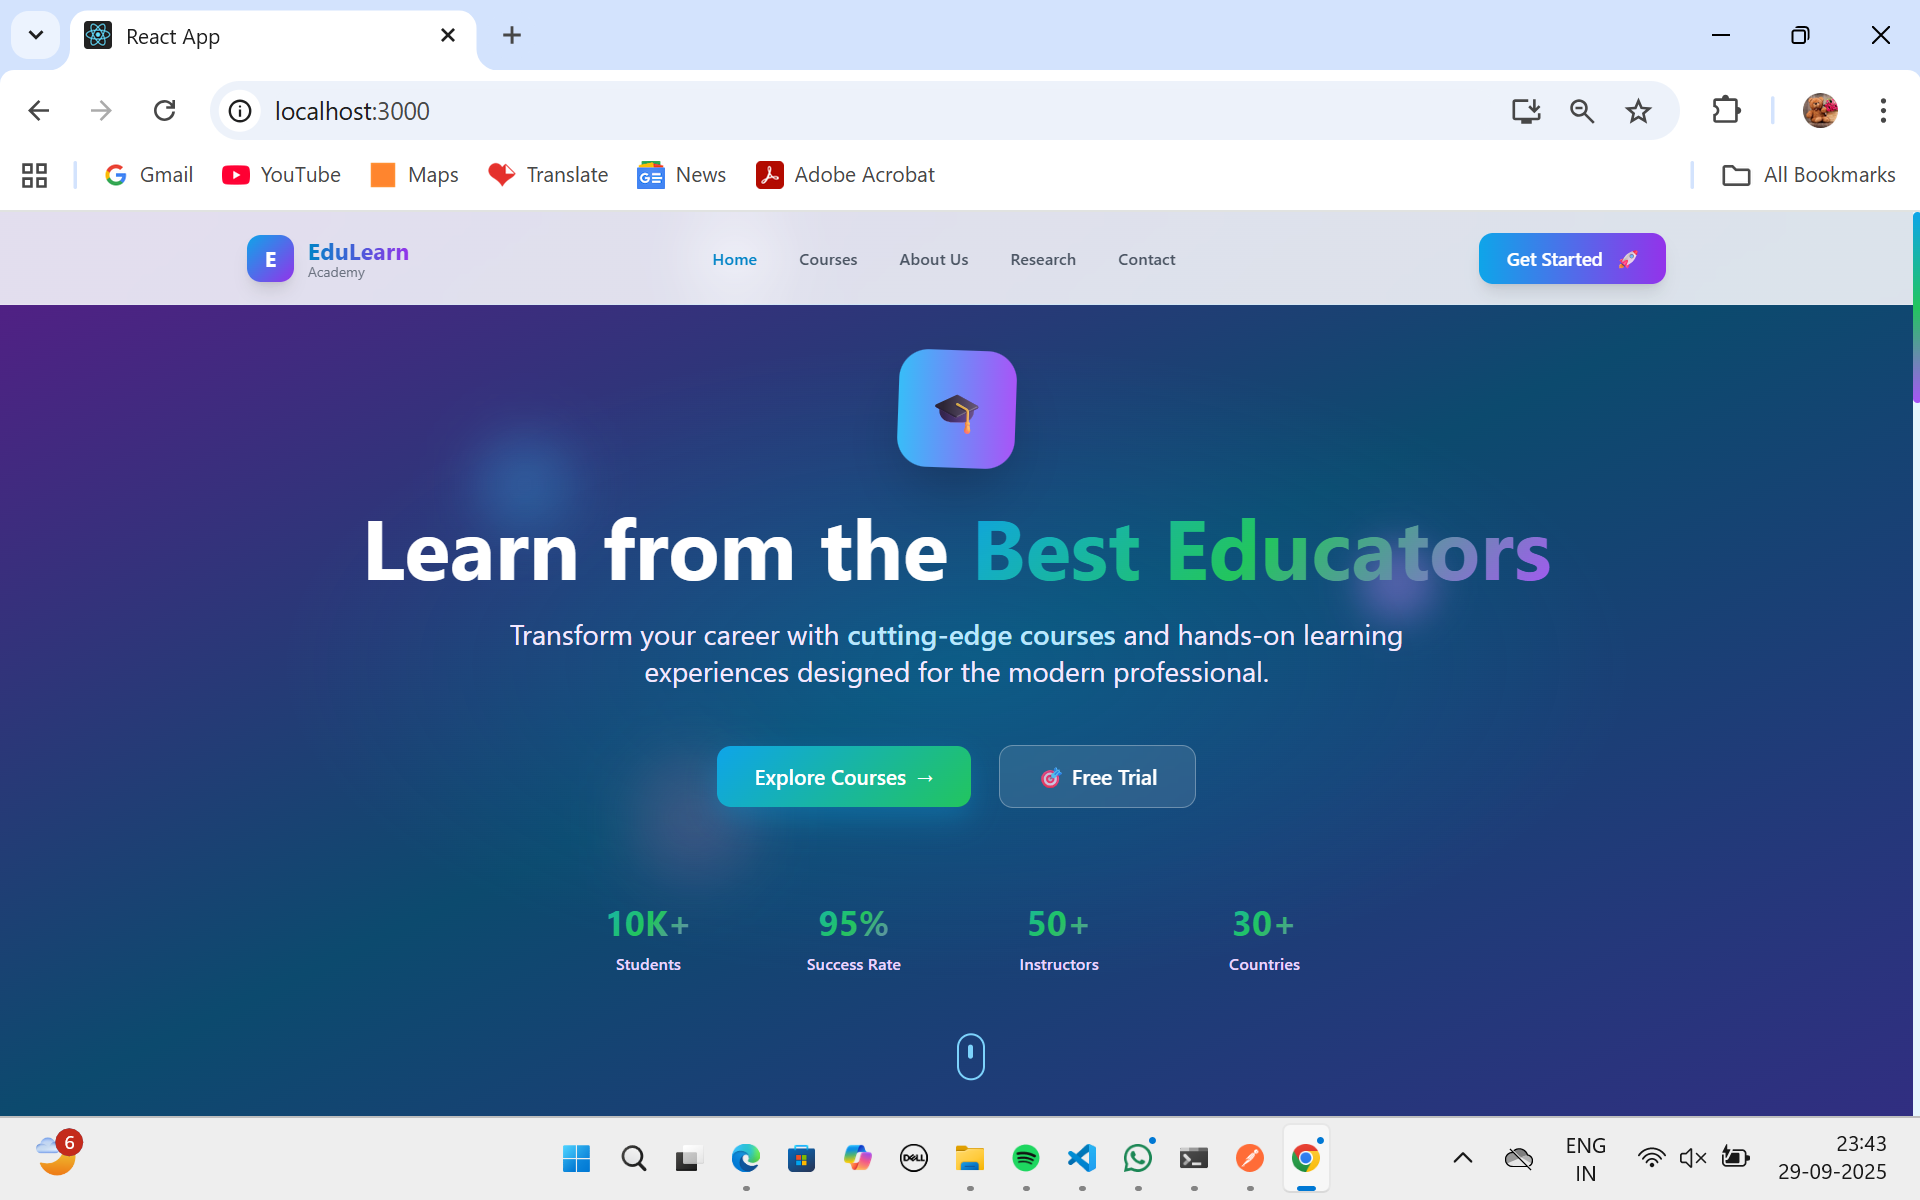 React App
localhost:3000
Gmail
YouTube
Maps
Translate
News
Adobe Acrobat
All Bookmarks
E
EduLearn
Academy
Home
Courses
About Us
Research
Contact
Get Started 🚀
Learn from the Best Educators
Transform your career with cutting-edge courses and hands-on learning
experiences designed for the modern professional.
Explore Courses →
🎯 Free Trial
10K+
Students
95%
Success Rate
50+
Instructors
30+
Countries
6
DELL
ENG
IN
23:43
29-09-2025